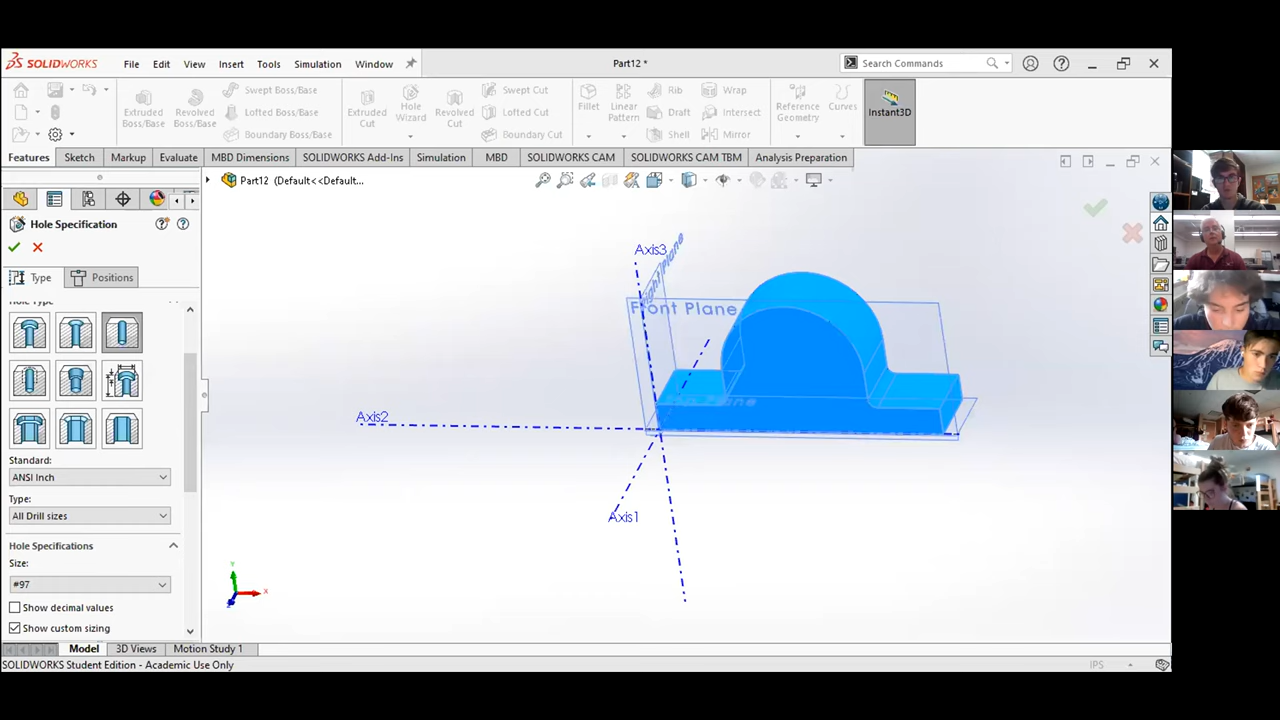 SOLIDWORKS File Edit View Insert Tools Simulation Window Part12 * Search Commands
Extruded Boss/Base Revolved Boss/Base Swept Boss/Base Lofted Boss/Base Boundary Boss/Base Extruded Cut Hole Wizard Revolved Cut Swept Cut Lofted Cut Boundary Cut Fillet Linear Pattern Rib Draft Shell Wrap Intersect Mirror Reference Geometry Curves Instant3D
Features Sketch Markup Evaluate MBD Dimensions SOLIDWORKS Add-Ins Simulation MBD SOLIDWORKS CAM SOLIDWORKS CAM TBM Analysis Preparation
Part12 (Default<<Default...
Hole Specification
Type Positions
Hole Type
Standard:
ANSI Inch
Type:
All Drill sizes
Hole Specifications
Size:
#97
Show decimal values
Show custom sizing
Axis3
Right Plane
Front Plane
Axis2
Axis1
Y
X
Model 3D Views Motion Study 1
SOLIDWORKS Student Edition - Academic Use Only IPS